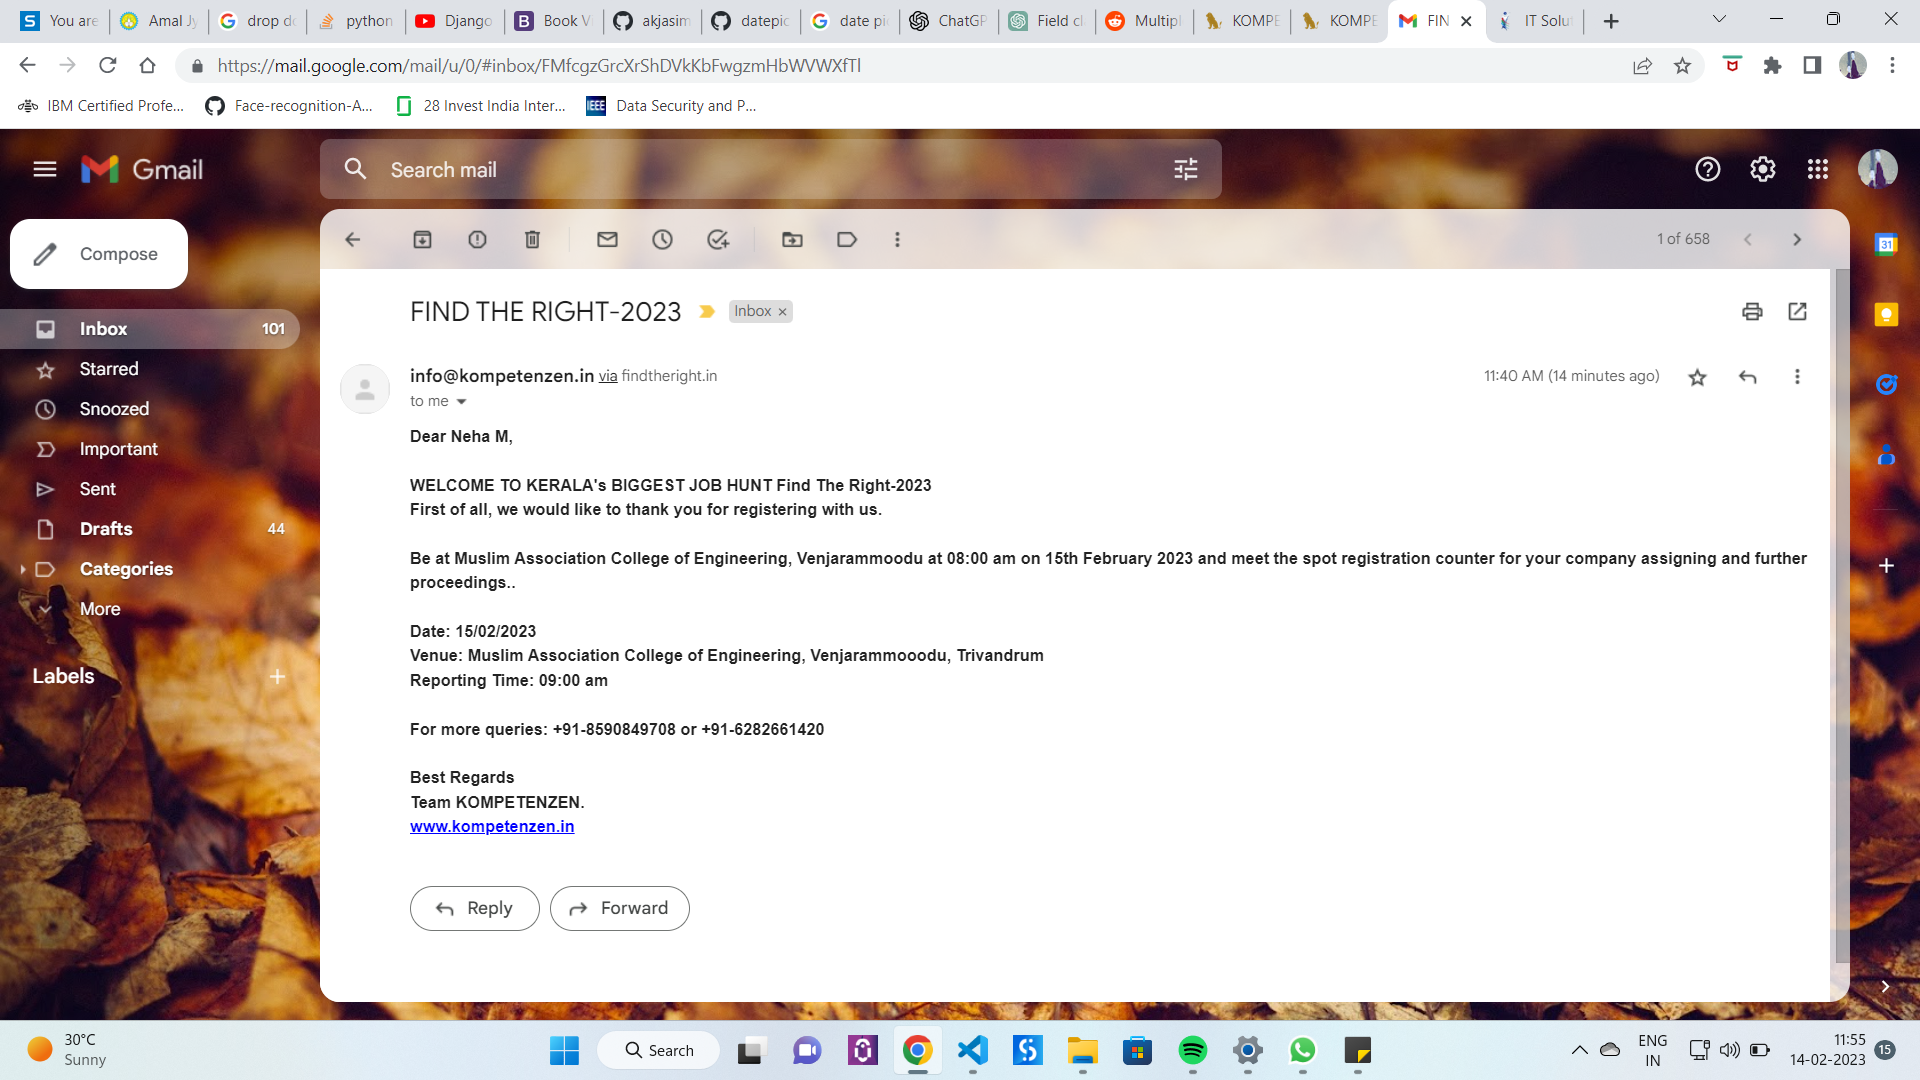 You are
Amal Jy
drop d
python
Django
Book V
akjasim
datepic
date pic
ChatGP
Field cl
Multipl
KOMPE
KOMPE
FIN
IT Solut
https://mail.google.com/mail/u/0/#inbox/FMfcgzGrcXrShDVkKbFwgzmHbWVWXfTl
IBM Certified Profe...
Face-recognition-A...
28 Invest India Inter...
IEEE
Data Security and P...
Gmail
Search mail
Compose
1 of 658
31
Inbox 101
Starred
Snoozed
Important
Sent
Drafts 44
Categories
More
Labels
FIND THE RIGHT-2023
Inbox ×
info@kompetenzen.in via findtheright.in
11:40 AM (14 minutes ago)
to me
Dear Neha M,
WELCOME TO KERALA's BIGGEST JOB HUNT Find The Right-2023
First of all, we would like to thank you for registering with us.
Be at Muslim Association College of Engineering, Venjarammoodu at 08:00 am on 15th February 2023 and meet the spot registration counter for your company assigning and further
proceedings..
Date: 15/02/2023
Venue: Muslim Association College of Engineering, Venjarammooodu, Trivandrum
Reporting Time: 09:00 am
For more queries: +91-8590849708 or +91-6282661420
Best Regards
Team KOMPETENZEN.
www.kompetenzen.in
Reply
Forward
30°C
Sunny
Search
ENG
IN
11:55
14-02-2023
15